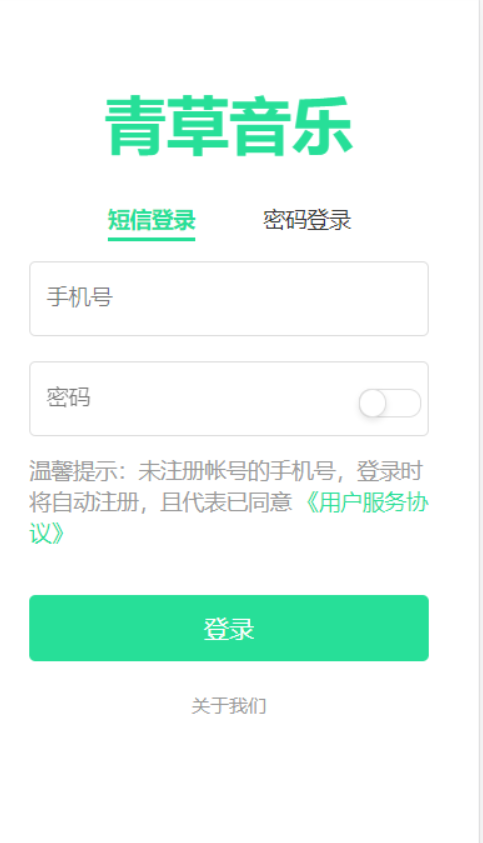 青草音乐
短信登录 密码登录
手机号
密码
温馨提示：未注册帐号的手机号，登录时
将自动注册，且代表已同意《用户服务协
议》
登录
关于我们